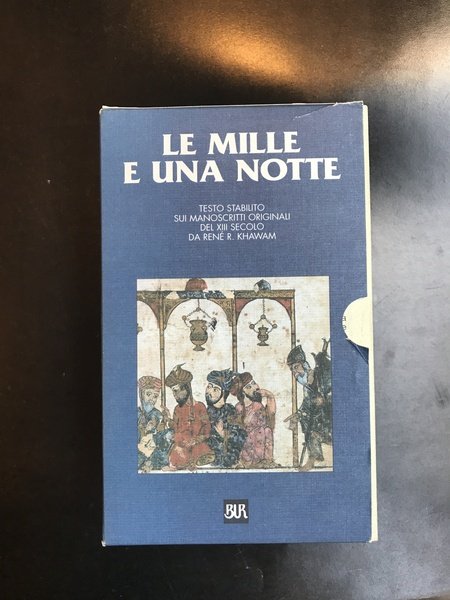 LE MILLE
E UNA NOTTE
TESTO STABILITO
SUI MANOSCRITTI ORIGINALI
DEL XIII SECOLO
DA RENÉ R. KHAWAM
BUR